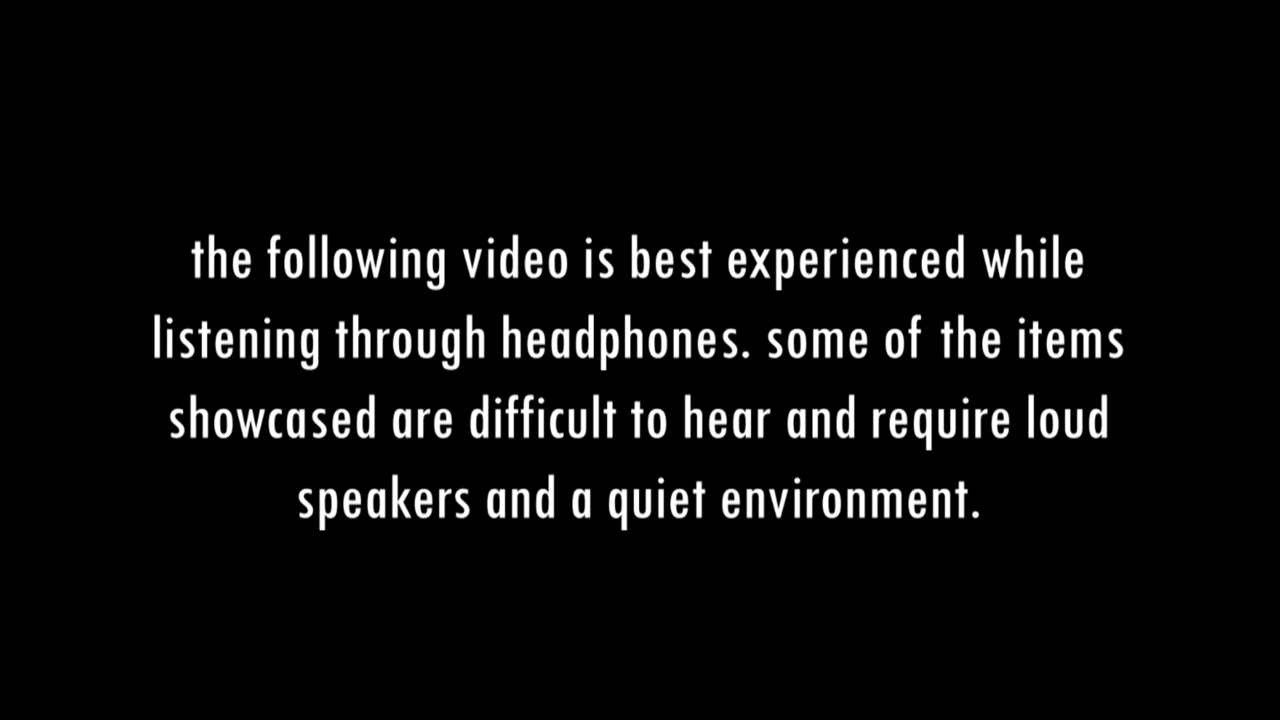 the following video is best experienced while
listening through headphones. some of the items
showcased are difficult to hear and require loud
speakers and a quiet environment.